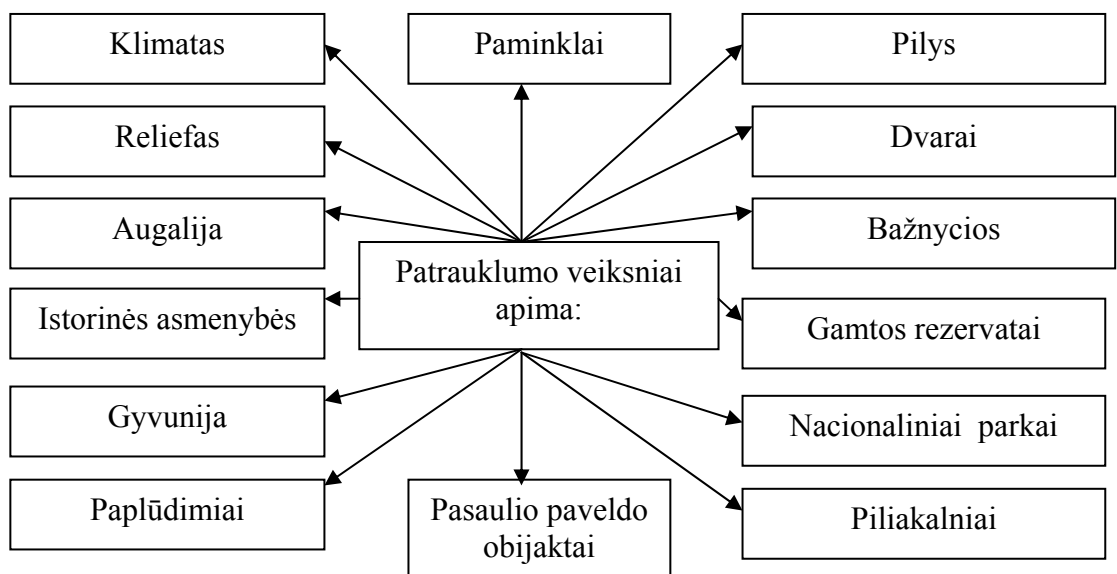 Klimatas
Paminklai
Pilys
Reliefas
Dvarai
Augalija
Bažnycios
Patrauklumo veiksniai
apima:
Istorinės asmenybės
Gamtos rezervatai
Gyvunija
Nacionaliniai parkai
Paplūdimiai
Pasaulio paveldo
obijaktai
Piliakalniai